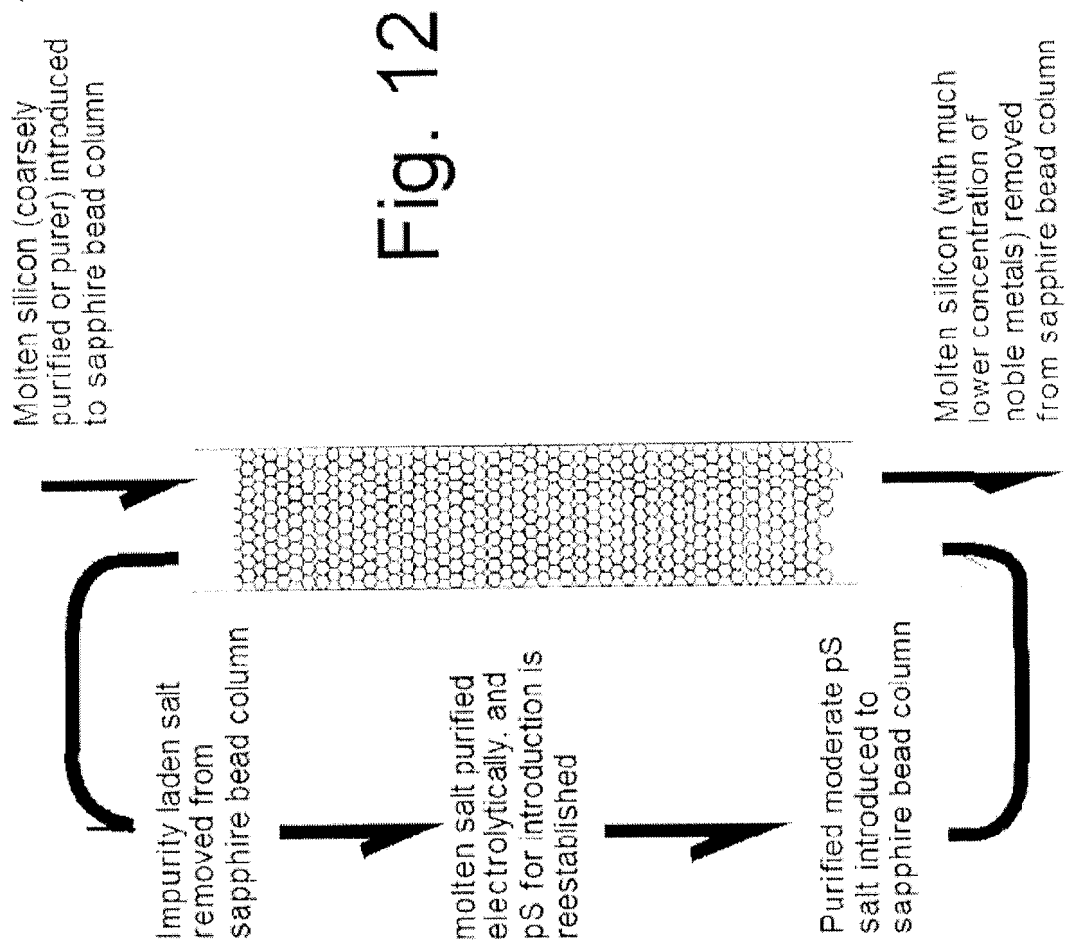 Molten silicon (coarsely
purified or purer) introduced
to sapphire bead column
Fig. 12
Impurity laden salt
removed from
sapphire bead column
molten salt purified
electrolytically, and
pS for introduction is
reestablished
Purified moderate pS
salt introduced to
sapphire bead column
Molten silicon (with much
lower concentration of
noble metals) removed
from sapphire bead column